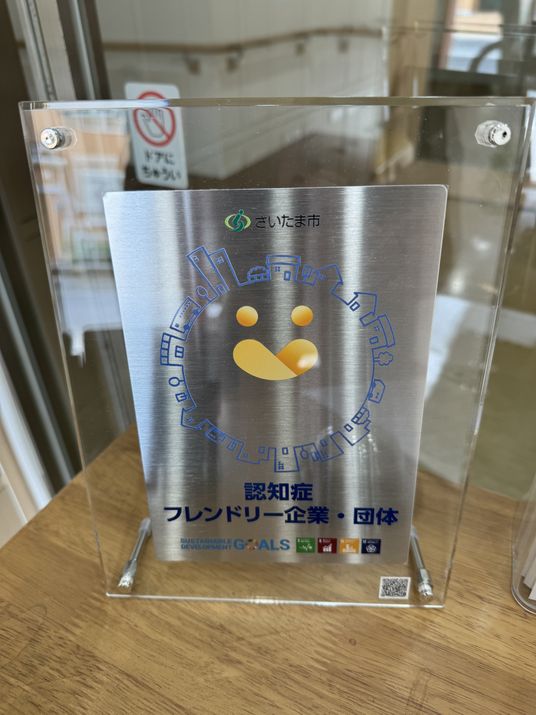 ドアに
ちゅうい
さいたま市
認知症
フレンドリー企業・団体
SUSTAINABLE
DEVELOPMENT GOALS